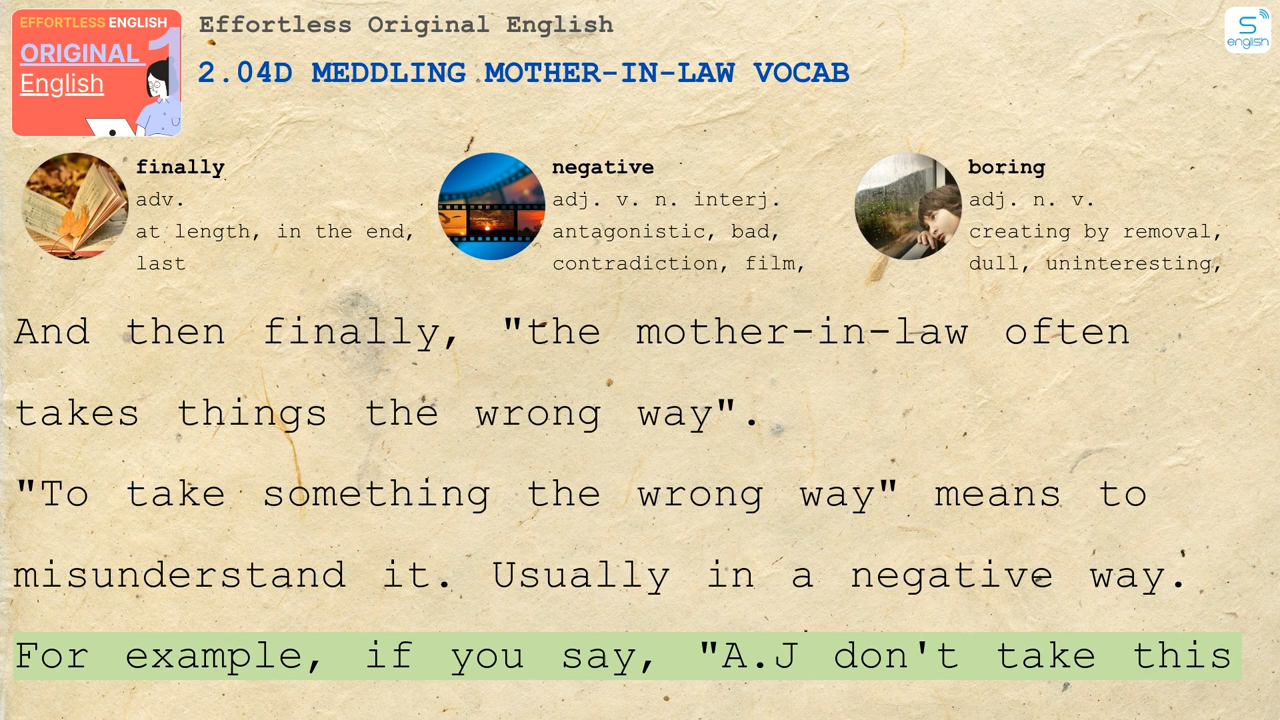 EFFORTLESS ENGLISH
ORIGINAL 1
English
Effortless Original English
2.04D MEDDLING MOTHER-IN-LAW VOCAB
S
english
finally
adv.
at length, in the end,
last
negative
adj. v. n. interj.
antagonistic, bad,
contradiction, film,
boring
adj. n. v.
creating by removal,
dull, uninteresting,
And then finally, "the mother-in-law often
takes things the wrong way".
"To take something the wrong way" means to
misunderstand it. Usually in a negative way.
For example, if you say, "A.J don't take this